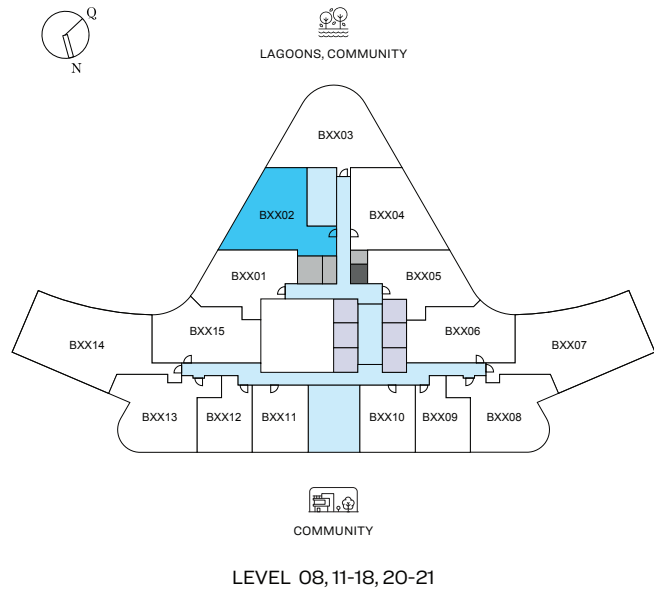 Q
N
LAGOONS, COMMUNITY
BXX03
BXX02
BXX04
BXX01
BXX05
BXX15
BXX06
BXX14
BXX07
BXX13
BXX12
BXX11
BXX10
BXX09
BXX08
COMMUNITY
LEVEL 08, 11-18, 20-21